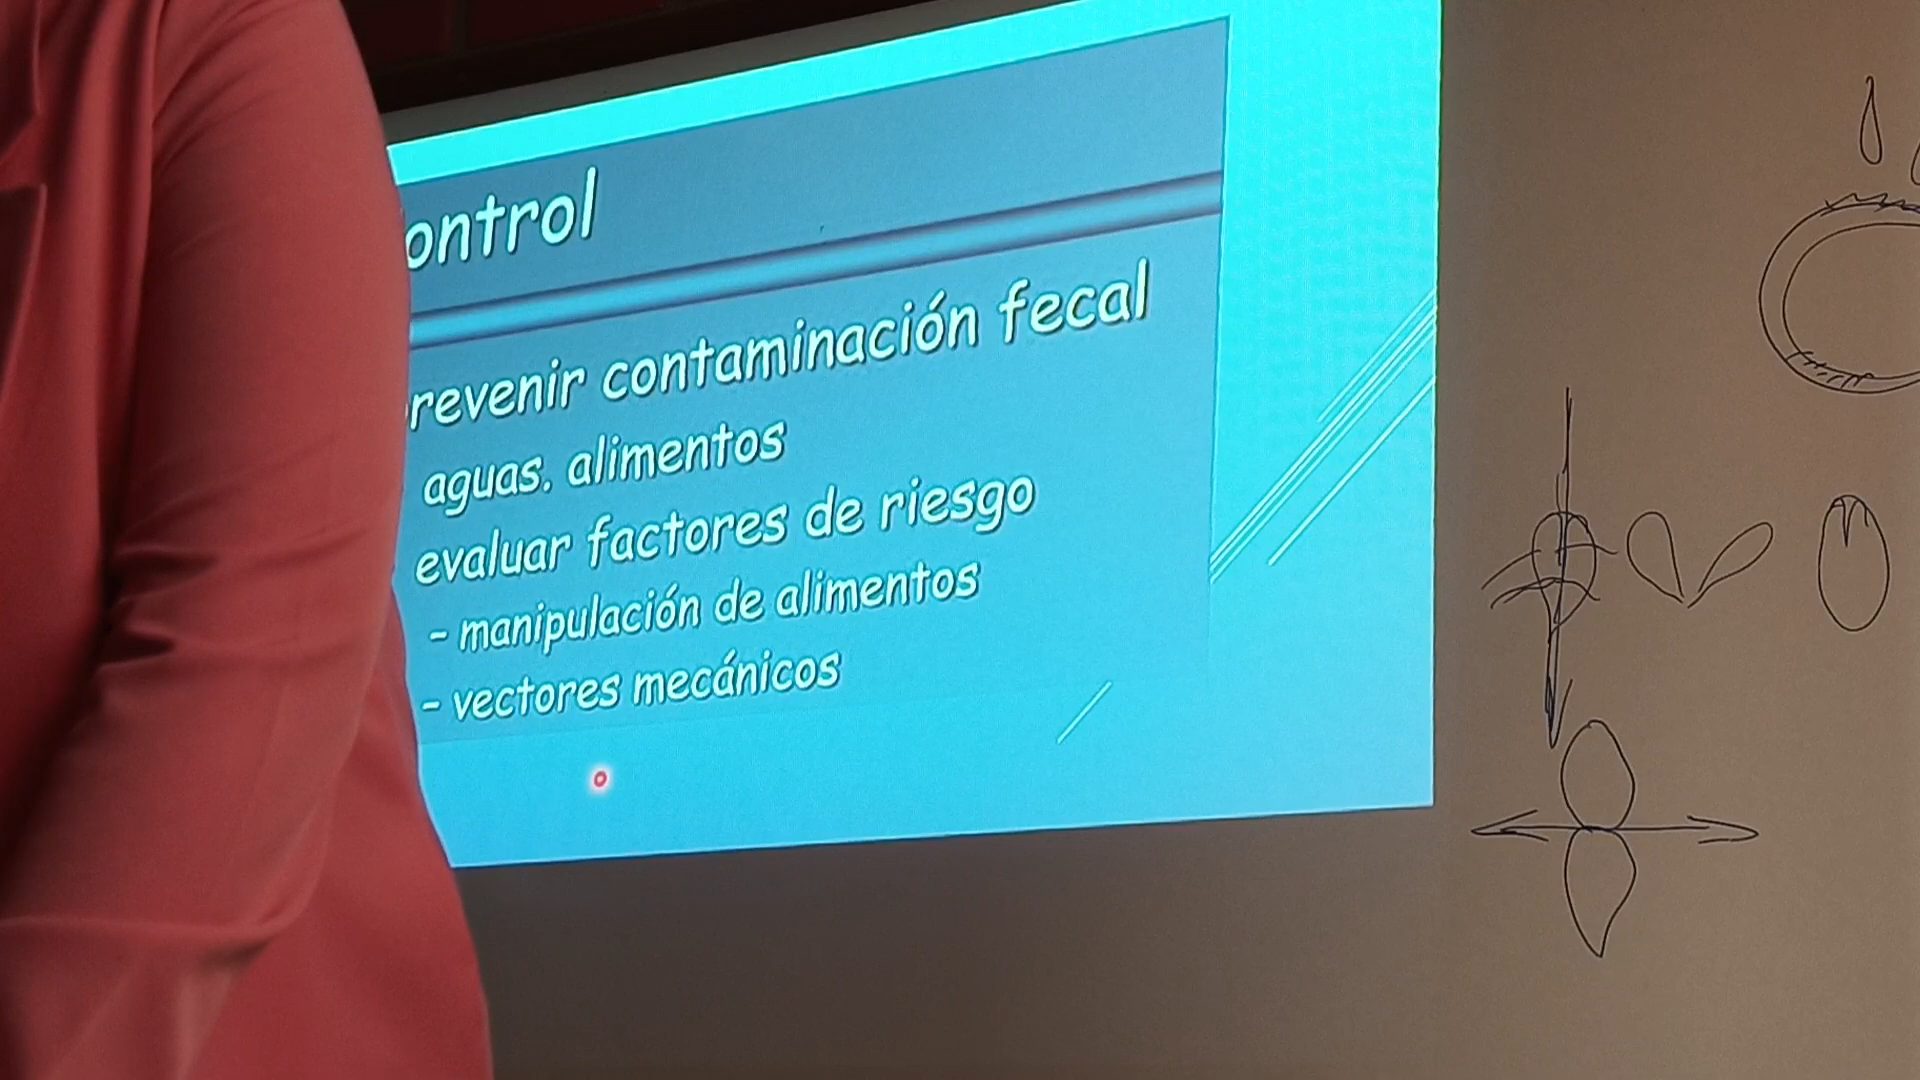 ontrol
revenir contaminación fecal
aguas. alimentos
evaluar factores de riesgo
- manipulación de alimentos
- vectores mecánicos